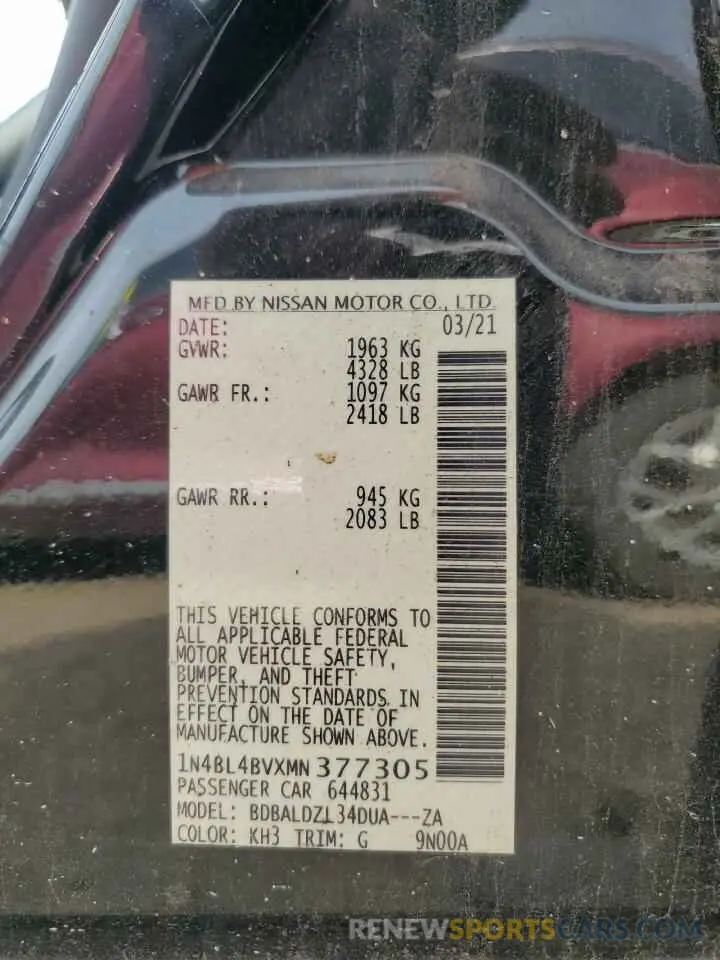 MFD BY NISSAN MOTOR CO., LTD.
DATE: 03/21
GVWR: 1963 KG
4328 LB
GAWR FR.: 1097 KG
2418 LB
GAWR RR.: 945 KG
2083 LB
THIS VEHICLE CONFORMS TO
ALL APPLICABLE FEDERAL
MOTOR VEHICLE SAFETY,
BUMPER, AND THEFT
PREVENTION STANDARDS IN
EFFECT ON THE DATE OF
MANUFACTURE SHOWN ABOVE.
1N4BL4BVXMN377305
PASSENGER CAR 644831
MODEL: BDBALDZL34DUA---ZA
COLOR: KH3 TRIM: G 9N00A
RENEWSPORTSCARS.COM